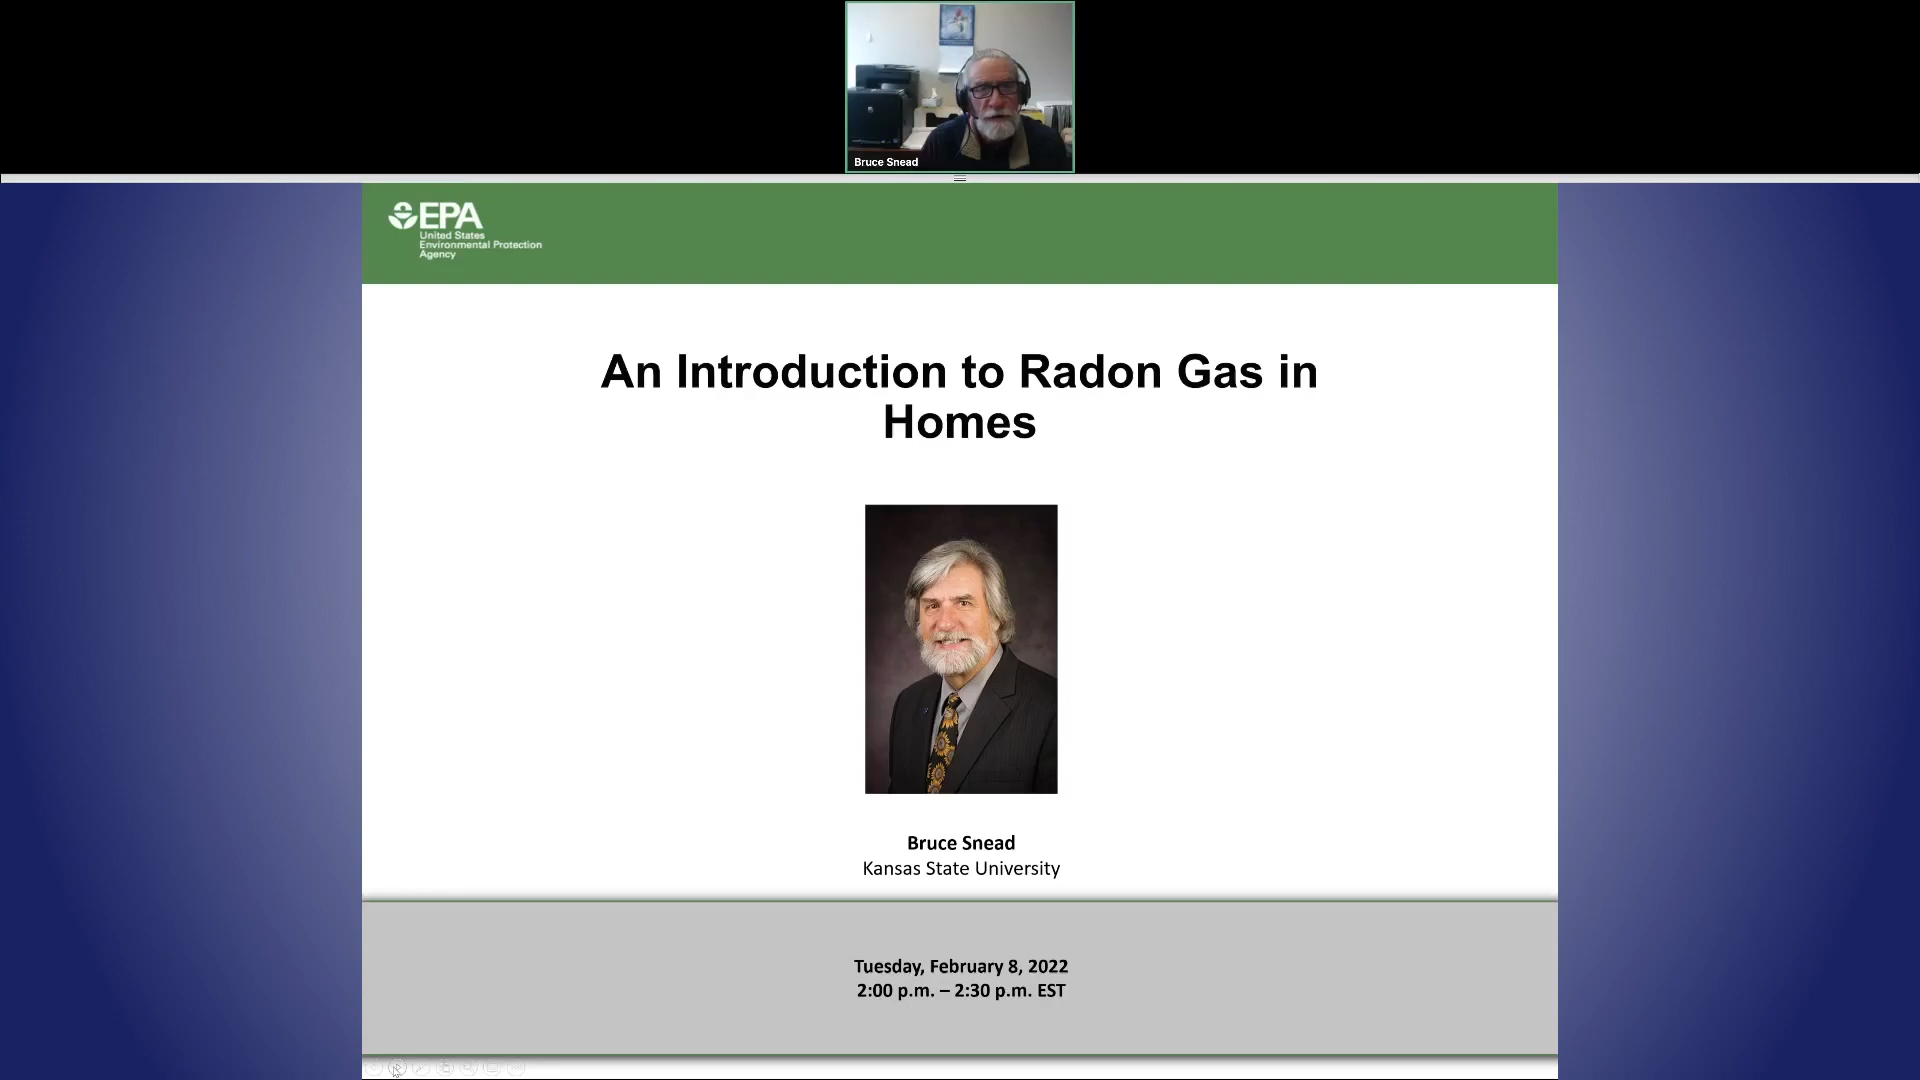 Bruce Snead
EPA
United States
Environmental Protection
Agency
An Introduction to Radon Gas in
Homes
Bruce Snead
Kansas State University
Tuesday, February 8, 2022
2:00 p.m. – 2:30 p.m. EST